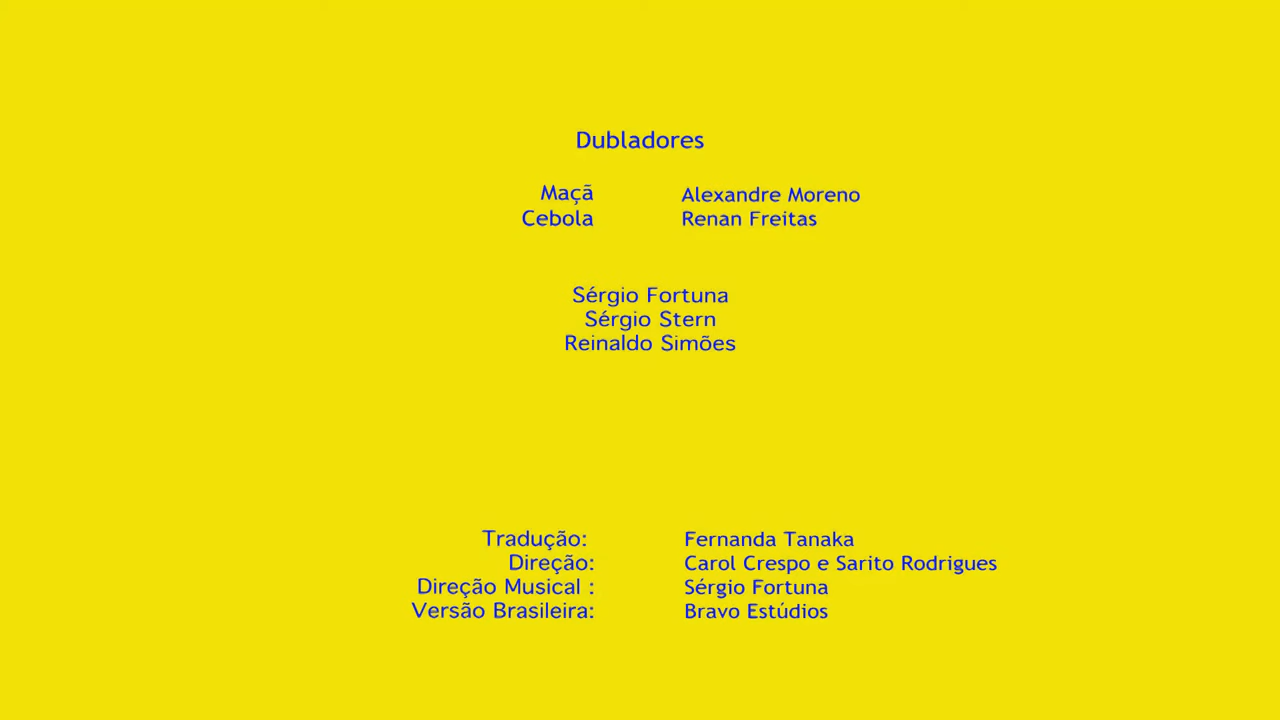 Dubladores
Maçã Alexandre Moreno
Cebola Renan Freitas
Sérgio Fortuna
Sérgio Stern
Reinaldo Simões
Tradução: Fernanda Tanaka
Direção: Carol Crespo e Sarito Rodrigues
Direção Musical : Sérgio Fortuna
Versão Brasileira: Bravo Estúdios